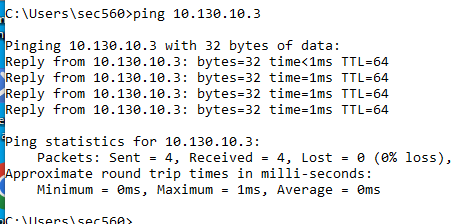 C:\Users\sec560>ping 10.130.10.3
Pinging 10.130.10.3 with 32 bytes of data:
Reply from 10.130.10.3: bytes=32 time<1ms TTL=64
Reply from 10.130.10.3: bytes=32 time=1ms TTL=64
Reply from 10.130.10.3: bytes=32 time=1ms TTL=64
Reply from 10.130.10.3: bytes=32 time=1ms TTL=64
Ping statistics for 10.130.10.3:
    Packets: Sent = 4, Received = 4, Lost = 0 (0% loss),
Approximate round trip times in milli-seconds:
    Minimum = 0ms, Maximum = 1ms, Average = 0ms
C:\Users\sec560>